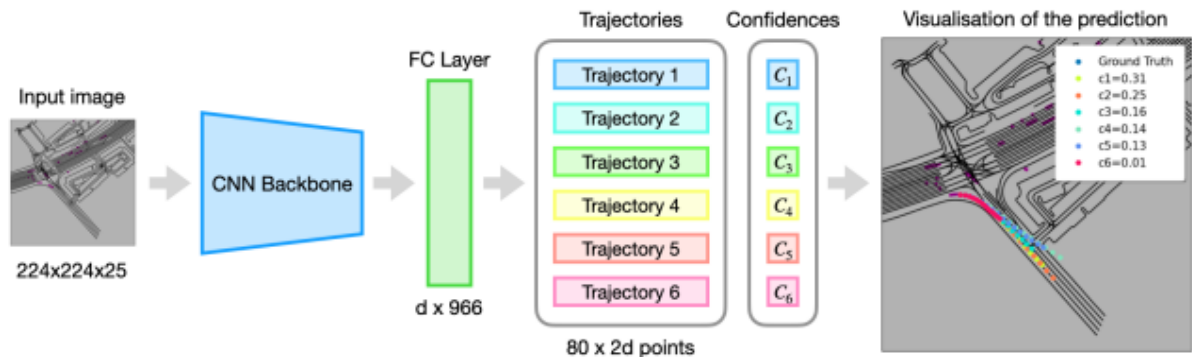 Input image
224x224x25
CNN Backbone
FC Layer
d x 966
Trajectories
Trajectory 1
Trajectory 2
Trajectory 3
Trajectory 4
Trajectory 5
Trajectory 6
80 x 2d points
Confidences
C1
C2
C3
C4
C5
C6
Visualisation of the prediction
Ground Truth
c1=0.31
c2=0.25
c3=0.16
c4=0.14
c5=0.13
c6=0.01